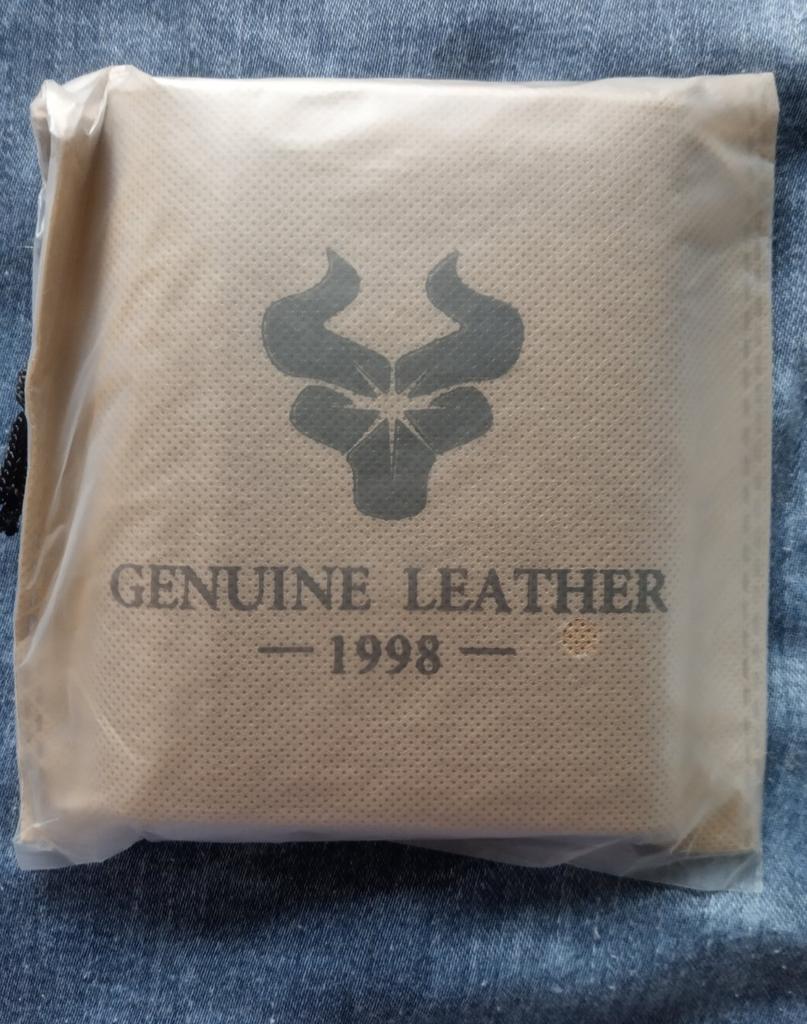 GENUINE LEATHER
— 1998 —